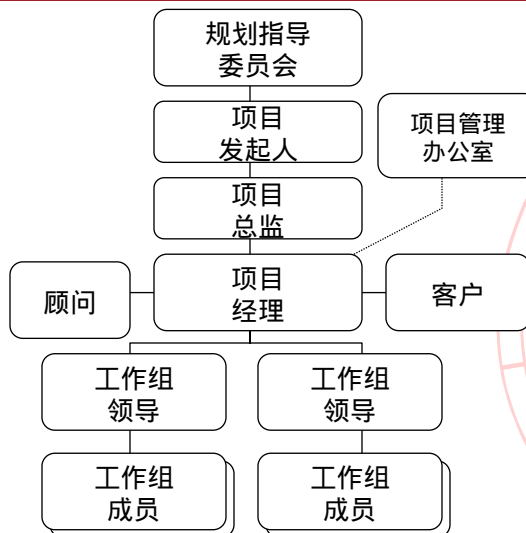 规划指导
委员会
项目
发起人
项目管理
办公室
项目
总监
顾问
项目
经理
客户
工作组
领导
工作组
领导
工作组
成员
工作组
成员